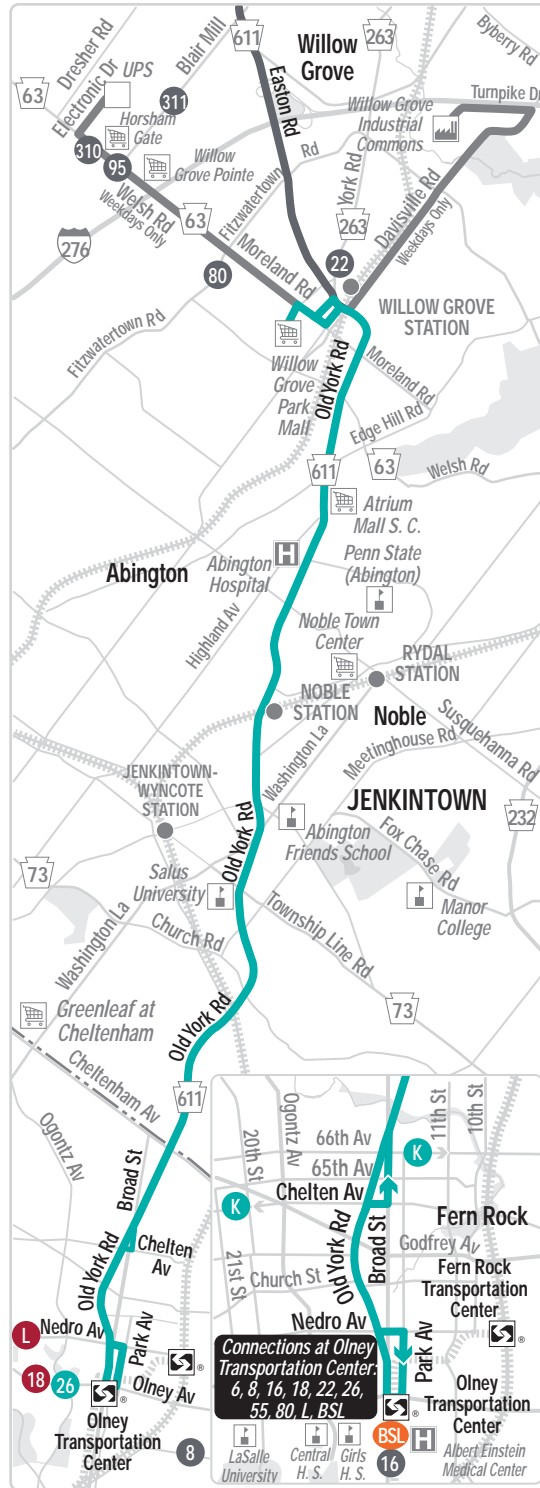 611
Willow
Grove
263
Byberry Rd
Dresher Rd
Blair Mill
63
Electronic Dr
UPS
311
Easton Rd
Turnpike Dr
Horsham
Gate
Willow Grove
Industrial
Commons
310
95
Willow
Grove Pointe
Rd
York Rd
Davisville Rd
Weekdays Only
Welsh Rd
Weekdays Only
63
Fitzwatertown
263
276
Moreland Rd
22
80
WILLOW GROVE
STATION
Fitzwatertown Rd
Willow
Grove
Park
Mall
Old York Rd
Moreland Rd
Edge Hill Rd
611
63
Welsh Rd
Atrium
Mall S. C.
Abington
Abington
Hospital
H
Penn State
(Abington)
Highland Av
Noble Town
Center
RYDAL
STATION
NOBLE
STATION
Noble
Susquehanna Rd
Meetinghouse Rd
Washington La
JENKINTOWN-
WYNCOTE
STATION
JENKINTOWN
232
Old York Rd
Abington
Friends School
Fox Chase Rd
73
Salus
University
Manor
College
Washington La
Church Rd
Township Line Rd
73
Greenleaf at
Cheltenham
Old York Rd
Cheltenham Av
611
Ogontz Av
Broad St
Chelten
Av
Old York Rd
L
Nedro Av
Park Av
18
26
®
®
Olney Av
Olney
Transportation
Center
8
20th St
Ogontz Av
11th St
10th St
66th Av
K
65th Av
K
Chelten Av
Old York Rd
Broad St
Fern Rock
Godfrey Av
21st St
Church St
Fern Rock
Transportation
Center
Nedro Av
®
Park Av
Connections at Olney
Transportation Center:
6, 8, 16, 18, 22, 26,
55, 80, L, BSL
®
Olney
Transportation
Center
BSL
H
16
Albert Einstein
Medical Center
LaSalle
University
Central
H. S.
Girls
H. S.